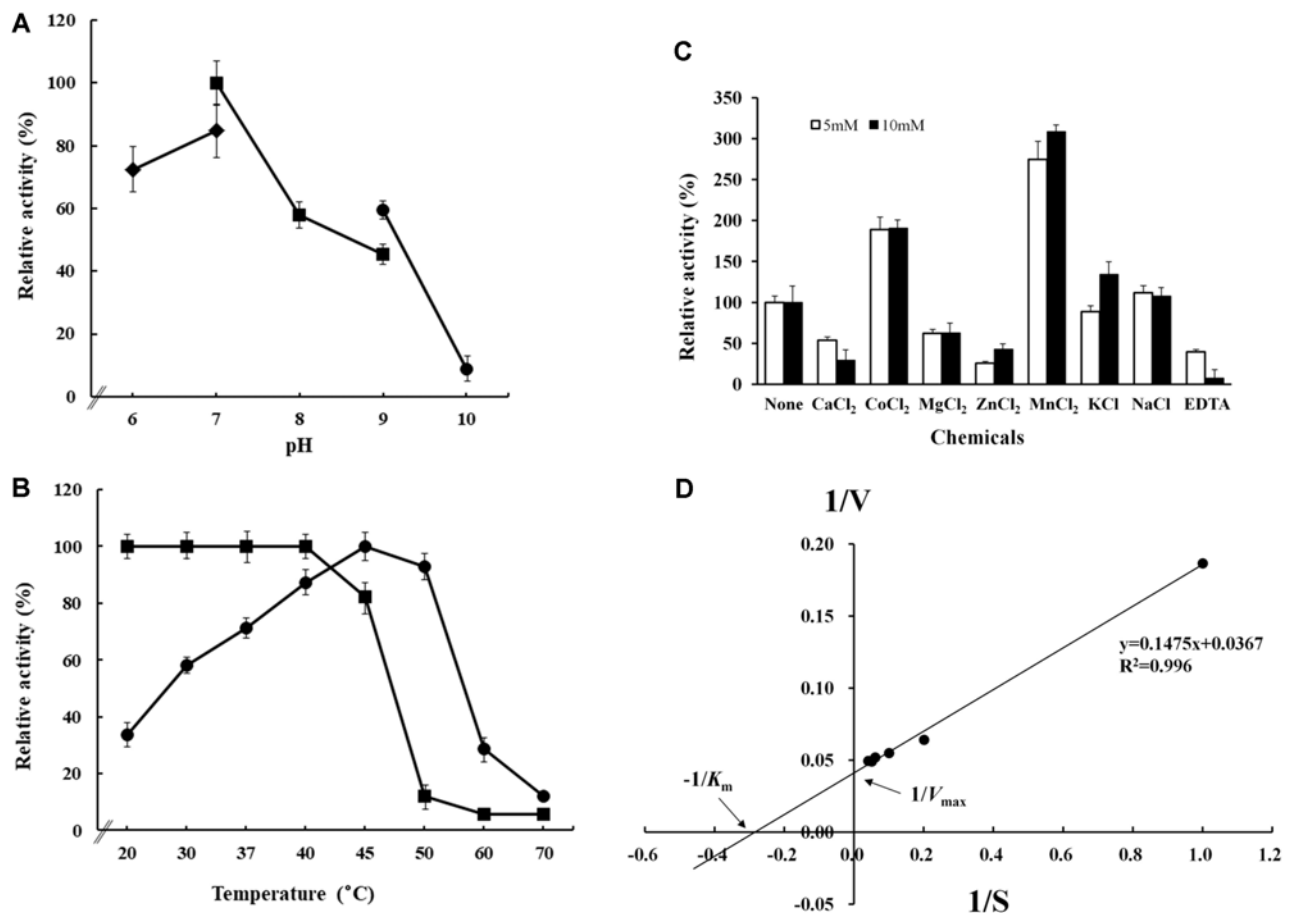 A
120
100
80
60
40
20
0
Relative activity (%)
6 7 8 9 10
pH
B
120
100
80
60
40
20
0
Relative activity (%)
20 30 37 40 45 50 60 70
Temperature (°C)
C
350
300
250
200
150
100
50
0
Relative activity (%)
5mM 10mM
None CaCl₂ CoCl₂ MgCl₂ ZnCl₂ MnCl₂ KCl NaCl EDTA
Chemicals
D
1/V
0.20
0.15
0.10
0.05
0.00
-0.05
y=0.1475x+0.0367
R²=0.996
-1/Kₘ
1/Vmax
-0.6 -0.4 -0.2 0.0 0.2 0.4 0.6 0.8 1.0 1.2
1/S